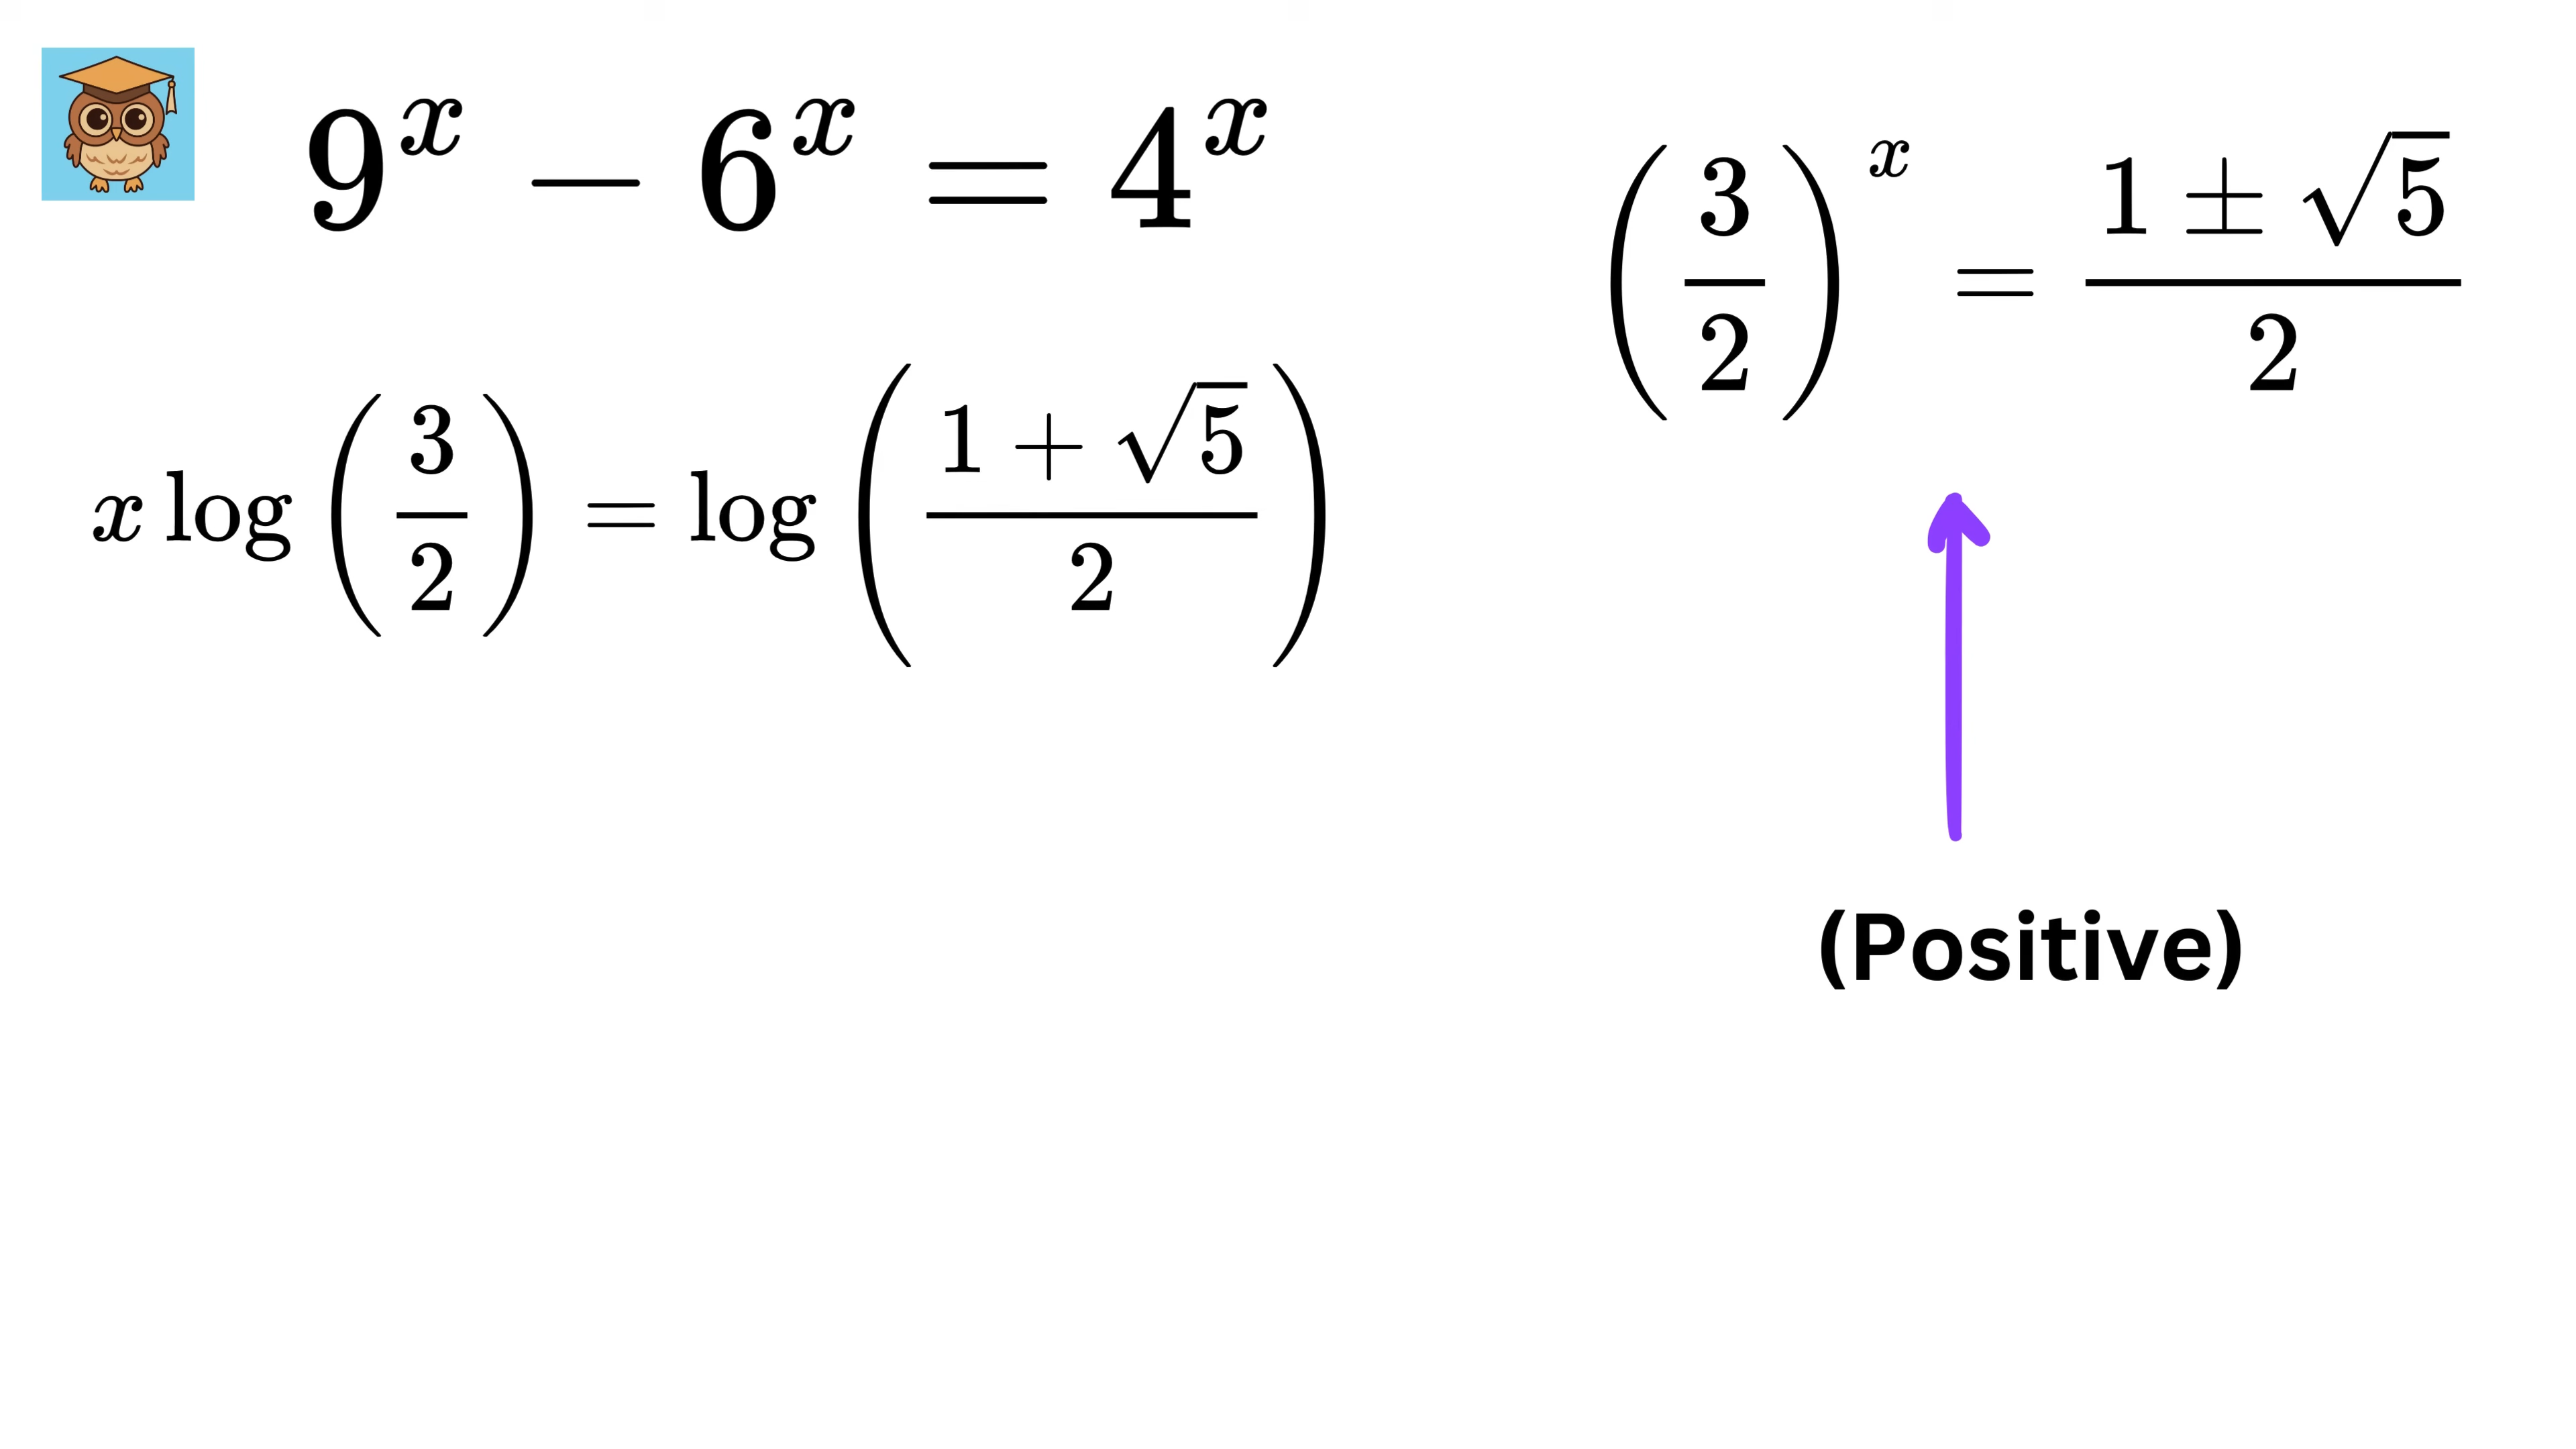 9^x − 6^x = 4^x
x log (3/2) = log ((1 + √5)/2)
(3/2)^x = (1 ± √5)/2
(Positive)